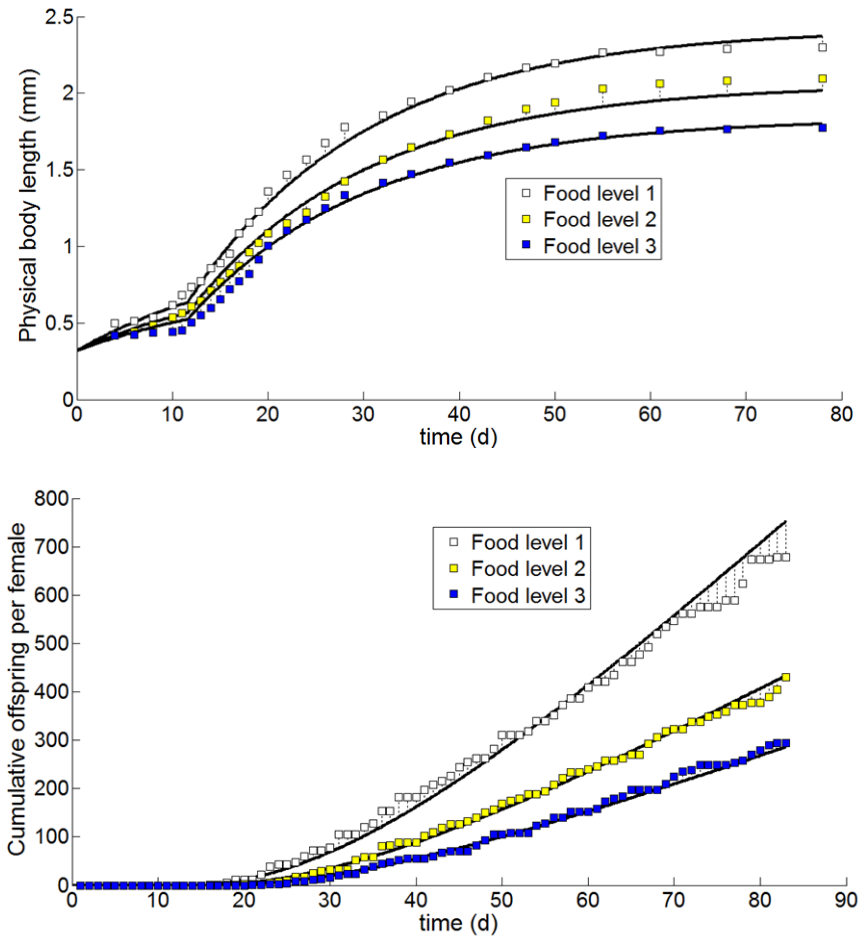 2.5
2
1.5
1
0.5
0
Physical body length (mm)
Food level 1
Food level 2
Food level 3
0 10 20 30 40 50 60 70 80
time (d)
800
700
600
500
400
300
200
100
0
Cumulative offspring per female
Food level 1
Food level 2
Food level 3
0 10 20 30 40 50 60 70 80 90
time (d)